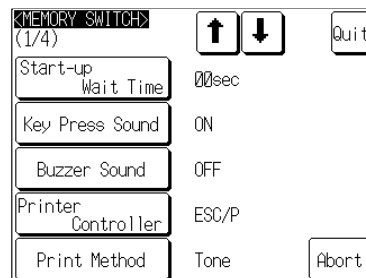 <MEMORY SWITCH>
(1/4)
Quit
Start-up
Wait Time
00sec
Key Press Sound
ON
Buzzer Sound
OFF
Printer
Controller
ESC/P
Print Method
Tone
Abort